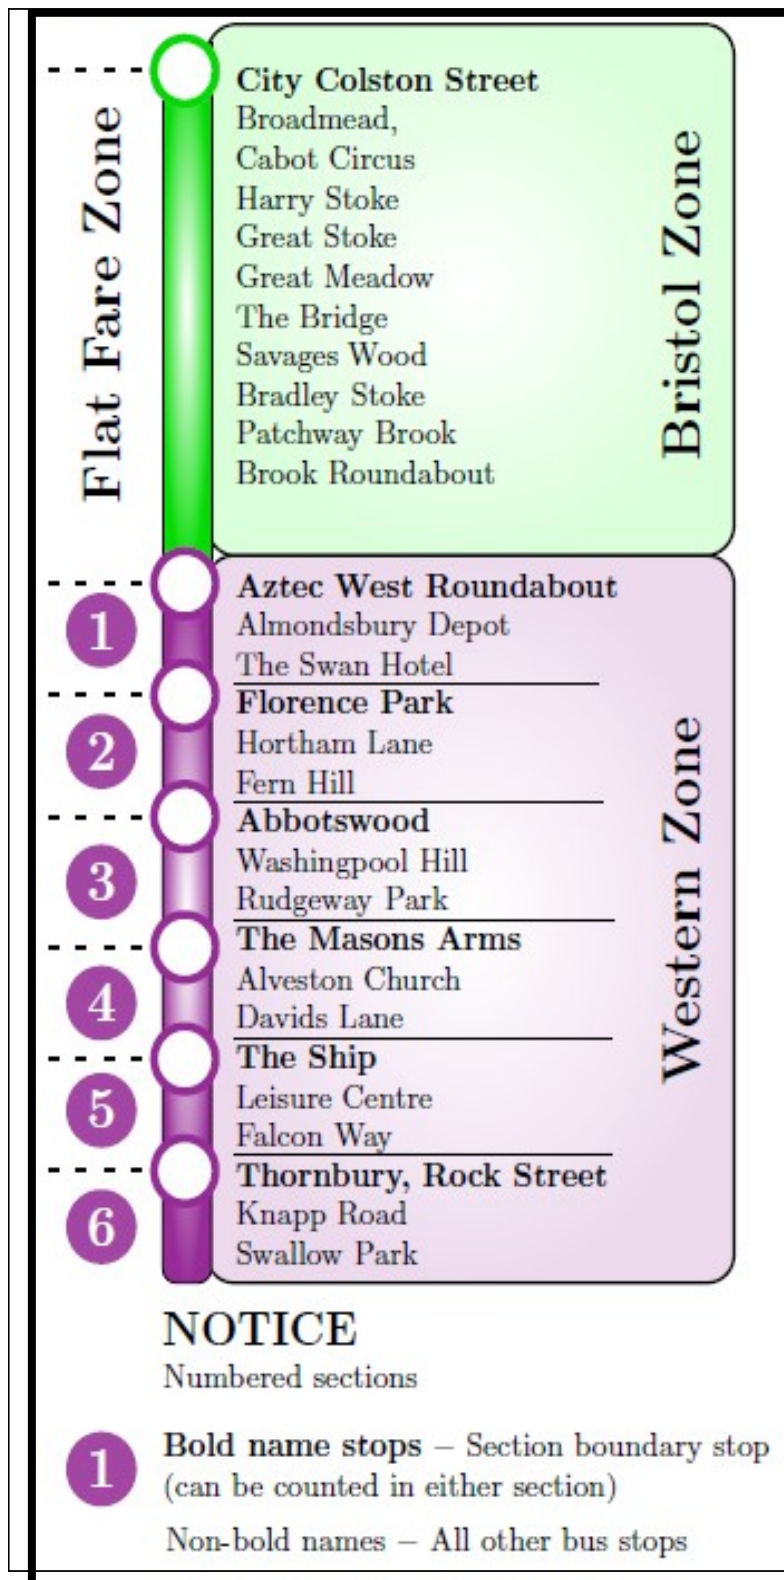 Flat Fare Zone
City Colston Street
Broadmead,
Cabot Circus
Harry Stoke
Great Stoke
Great Meadow
The Bridge
Savages Wood
Bradley Stoke
Patchway Brook
Brook Roundabout
Bristol Zone
1
Aztec West Roundabout
Almondsbury Depot
The Swan Hotel
2
Florence Park
Hortham Lane
Fern Hill
3
Abbotswood
Washingpool Hill
Rudgeway Park
4
The Masons Arms
Alveston Church
Davids Lane
5
The Ship
Leisure Centre
Falcon Way
6
Thornbury, Rock Street
Knapp Road
Swallow Park
Western Zone
NOTICE
Numbered sections
1
Bold name stops – Section boundary stop
(can be counted in either section)
Non-bold names – All other bus stops